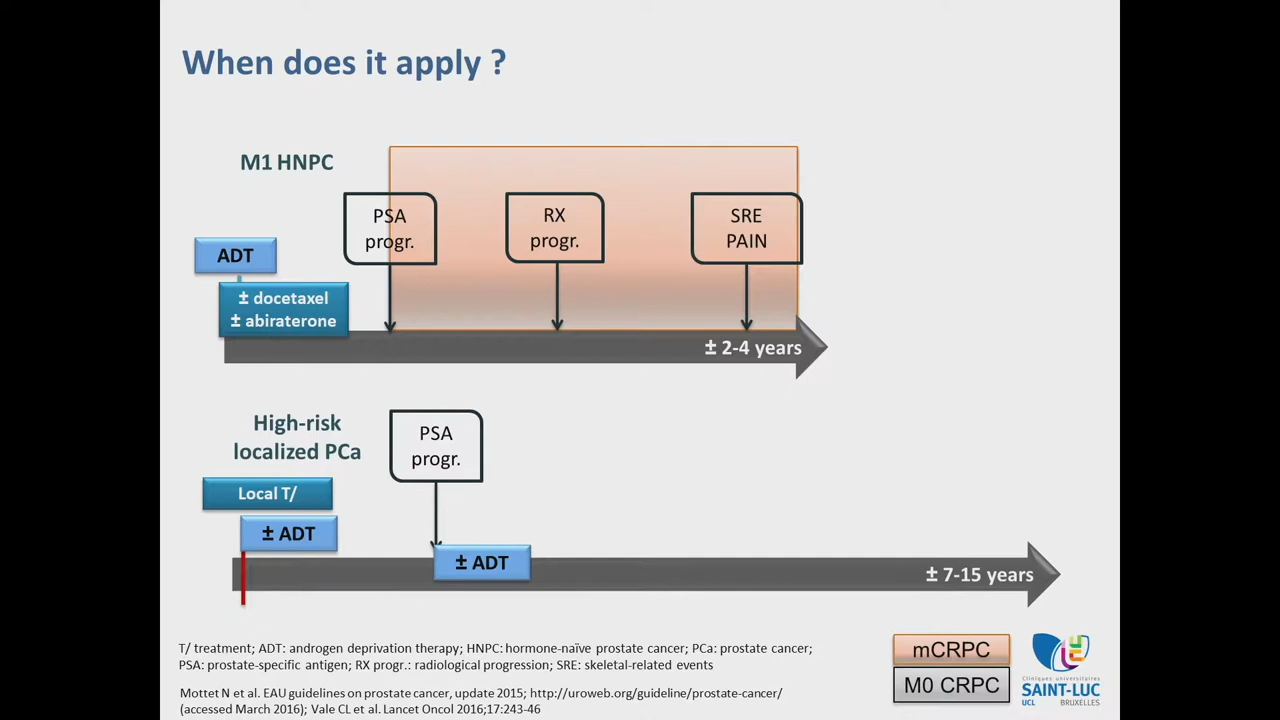 When does it apply ?
M1 HNPC
PSA
progr.
RX
progr.
SRE
PAIN
ADT
± docetaxel
± abiraterone
± 2-4 years
High-risk
localized PCa
PSA
progr.
Local T/
± ADT
± ADT
± 7-15 years
T/ treatment; ADT: androgen deprivation therapy; HNPC: hormone-naïve prostate cancer; PCa: prostate cancer;
PSA: prostate-specific antigen; RX progr.: radiological progression; SRE: skeletal-related events
Mottet N et al. EAU guideline on prostate cancer, update 2015; http://uroweb.org/guideline/prostate-cancer/
(accessed March 2016); Vale CL et al. Lancet Oncol 2016;17:243-46
mCRPC
M0 CRPC
Cliniques universitaires
SAINT-LUC
UCL BRUXELLES